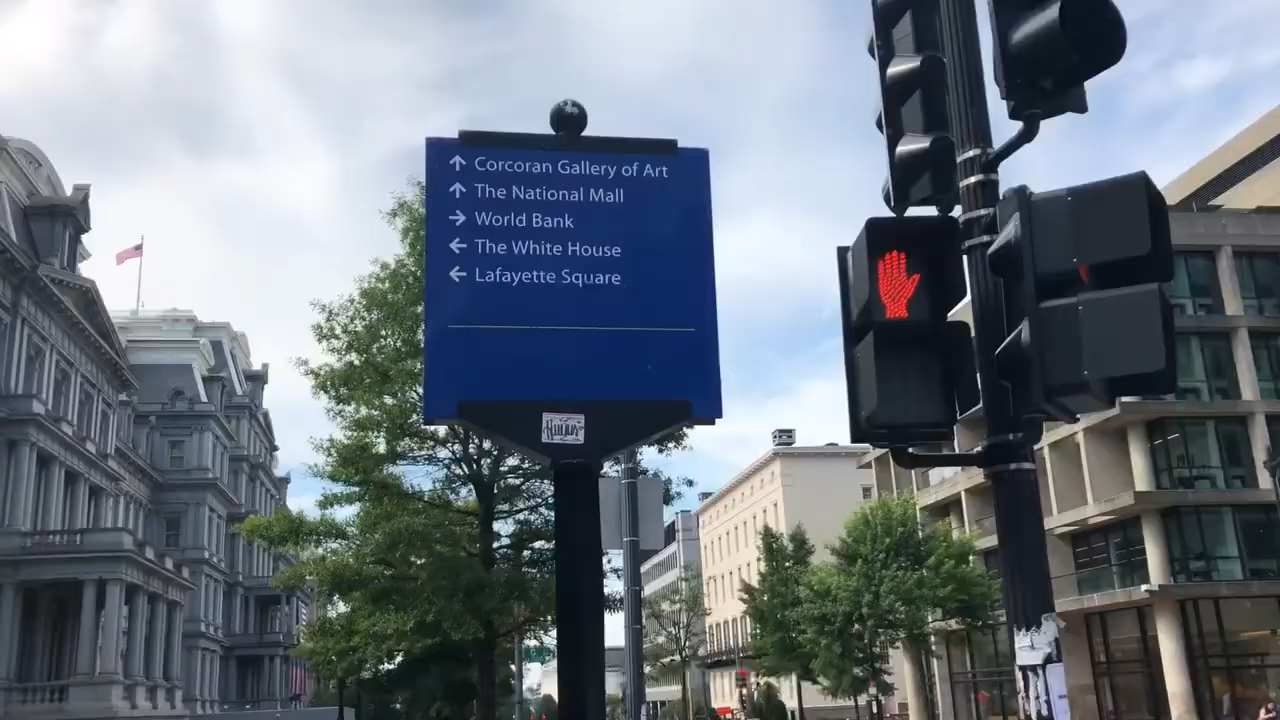 ↑ Corcoran Gallery of Art
↑ The National Mall
→ World Bank
← The White House
← Lafayette Square